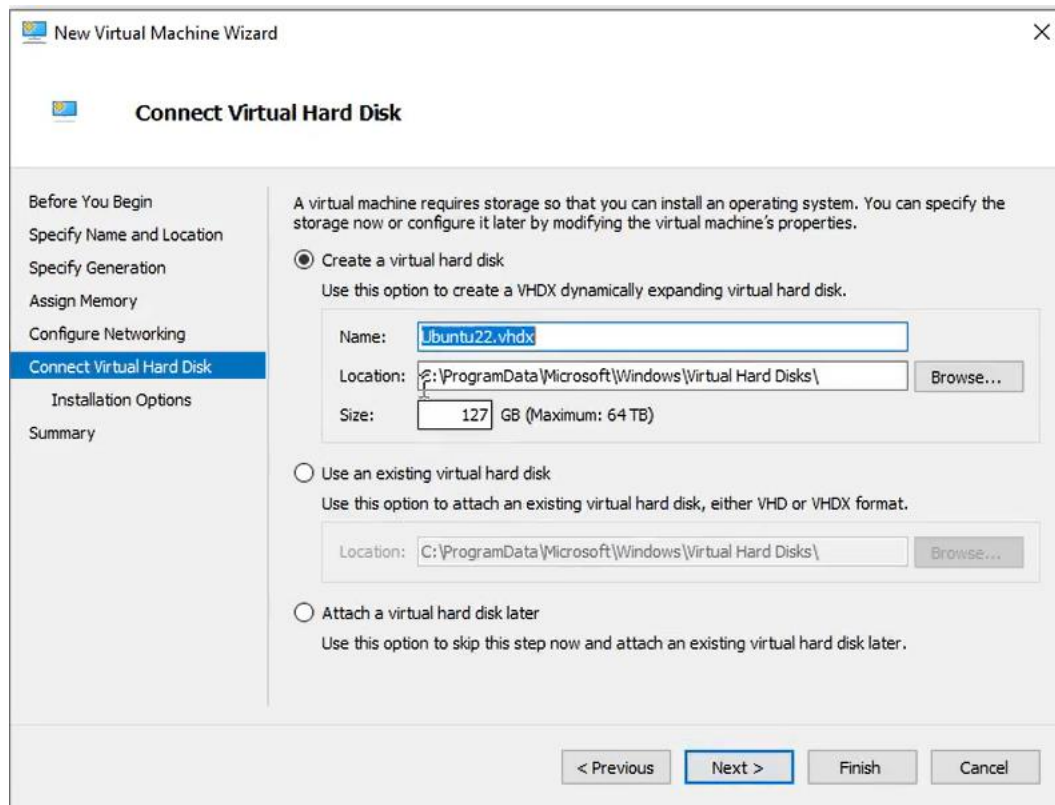 New Virtual Machine Wizard
Connect Virtual Hard Disk
Before You Begin
Specify Name and Location
Specify Generation
Assign Memory
Configure Networking
Connect Virtual Hard Disk
Installation Options
Summary
A virtual machine requires storage so that you can install an operating system. You can specify the
storage now or configure it later by modifying the virtual machine's properties.
Create a virtual hard disk
Use this option to create a VHDX dynamically expanding virtual hard disk.
Name: Ubuntu22.vhdx
Location: C:\ProgramData\Microsoft\Windows\Virtual Hard Disks\ Browse...
Size: 127 GB (Maximum: 64 TB)
Use an existing virtual hard disk
Use this option to attach an existing virtual hard disk, either VHD or VHDX format.
Location: C:\ProgramData\Microsoft\Windows\Virtual Hard Disks\ Browse...
Attach a virtual hard disk later
Use this option to skip this step now and attach an existing virtual hard disk later.
< Previous Next > Finish Cancel